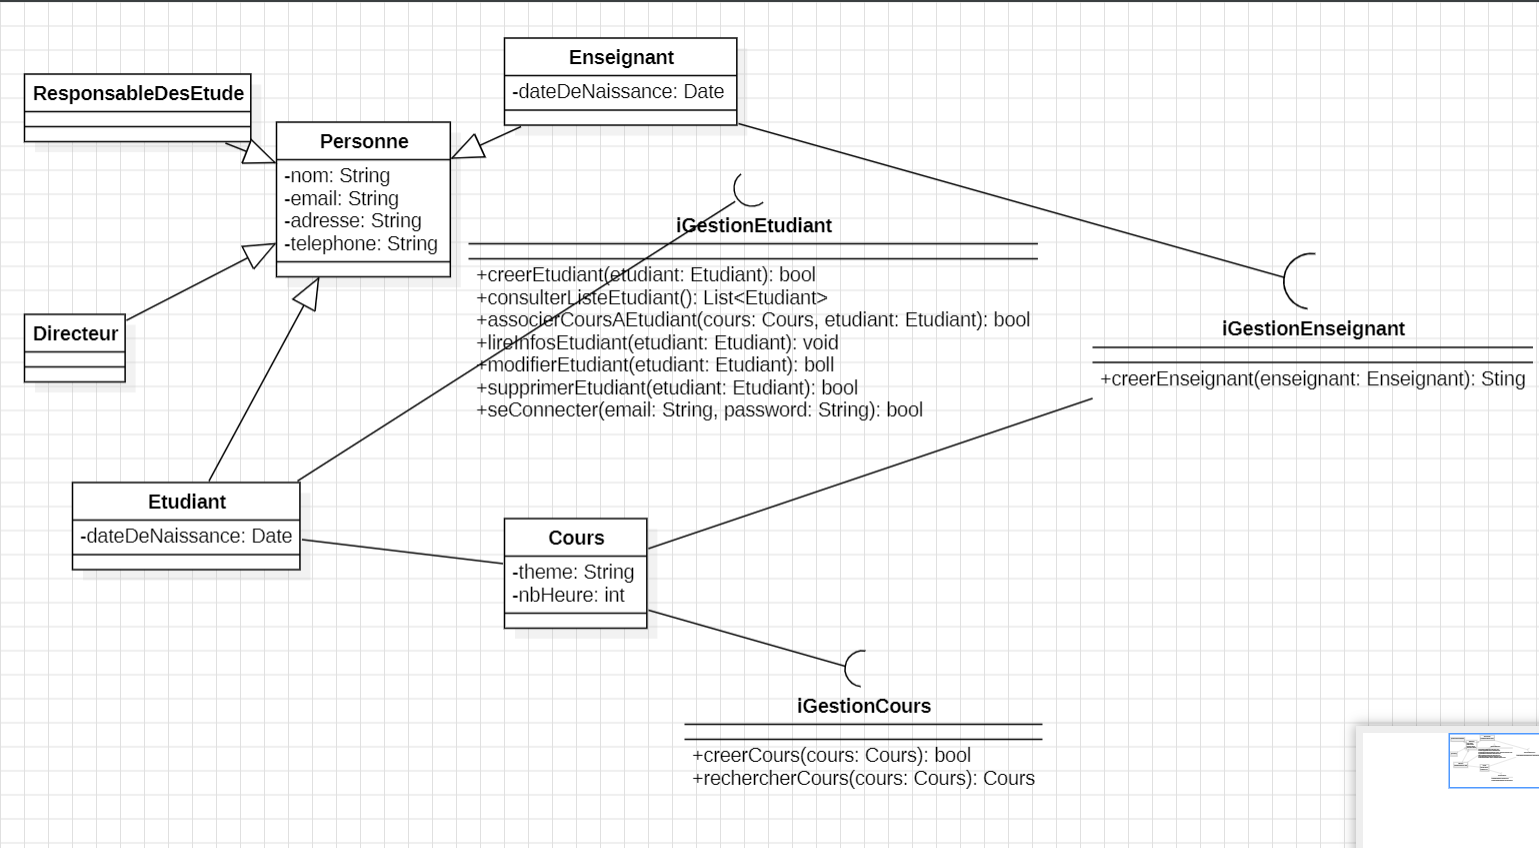 Enseignant
-dateDeNaissance: Date
ResponsableDesEtude
Personne
-nom: String
-email: String
-adresse: String
-telephone: String
iGestionEtudiant
+creerEtudiant(etudiant: Etudiant): bool
+consulterListeEtudiant(): List<Etudiant>
+associerCoursAEtudiant(cours: Cours, etudiant: Etudiant): bool
+lireInfosEtudiant(etudiant: Etudiant): void
+modifierEtudiant(etudiant: Etudiant): boll
+supprimerEtudiant(etudiant: Etudiant): bool
+seConnecter(email: String, password: String): bool
iGestionEnseignant
+creerEnseignant(enseignant: Enseignant): Sting
Directeur
Etudiant
-dateDeNaissance: Date
Cours
-theme: String
-nbHeure: int
iGestionCours
+creerCours(cours: Cours): bool
+rechercherCours(cours: Cours): Cours